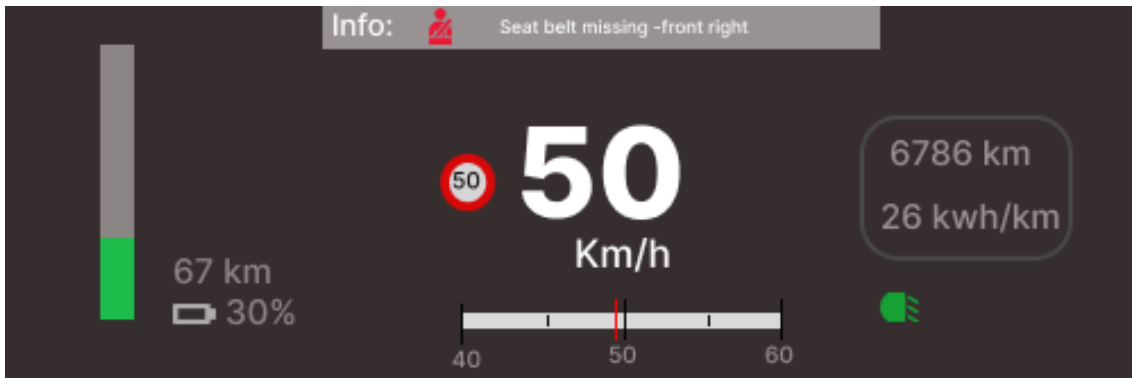 Info: Seat belt missing -front right
50 50
Km/h
6786 km
26 kwh/km
67 km
30%
40 50 60